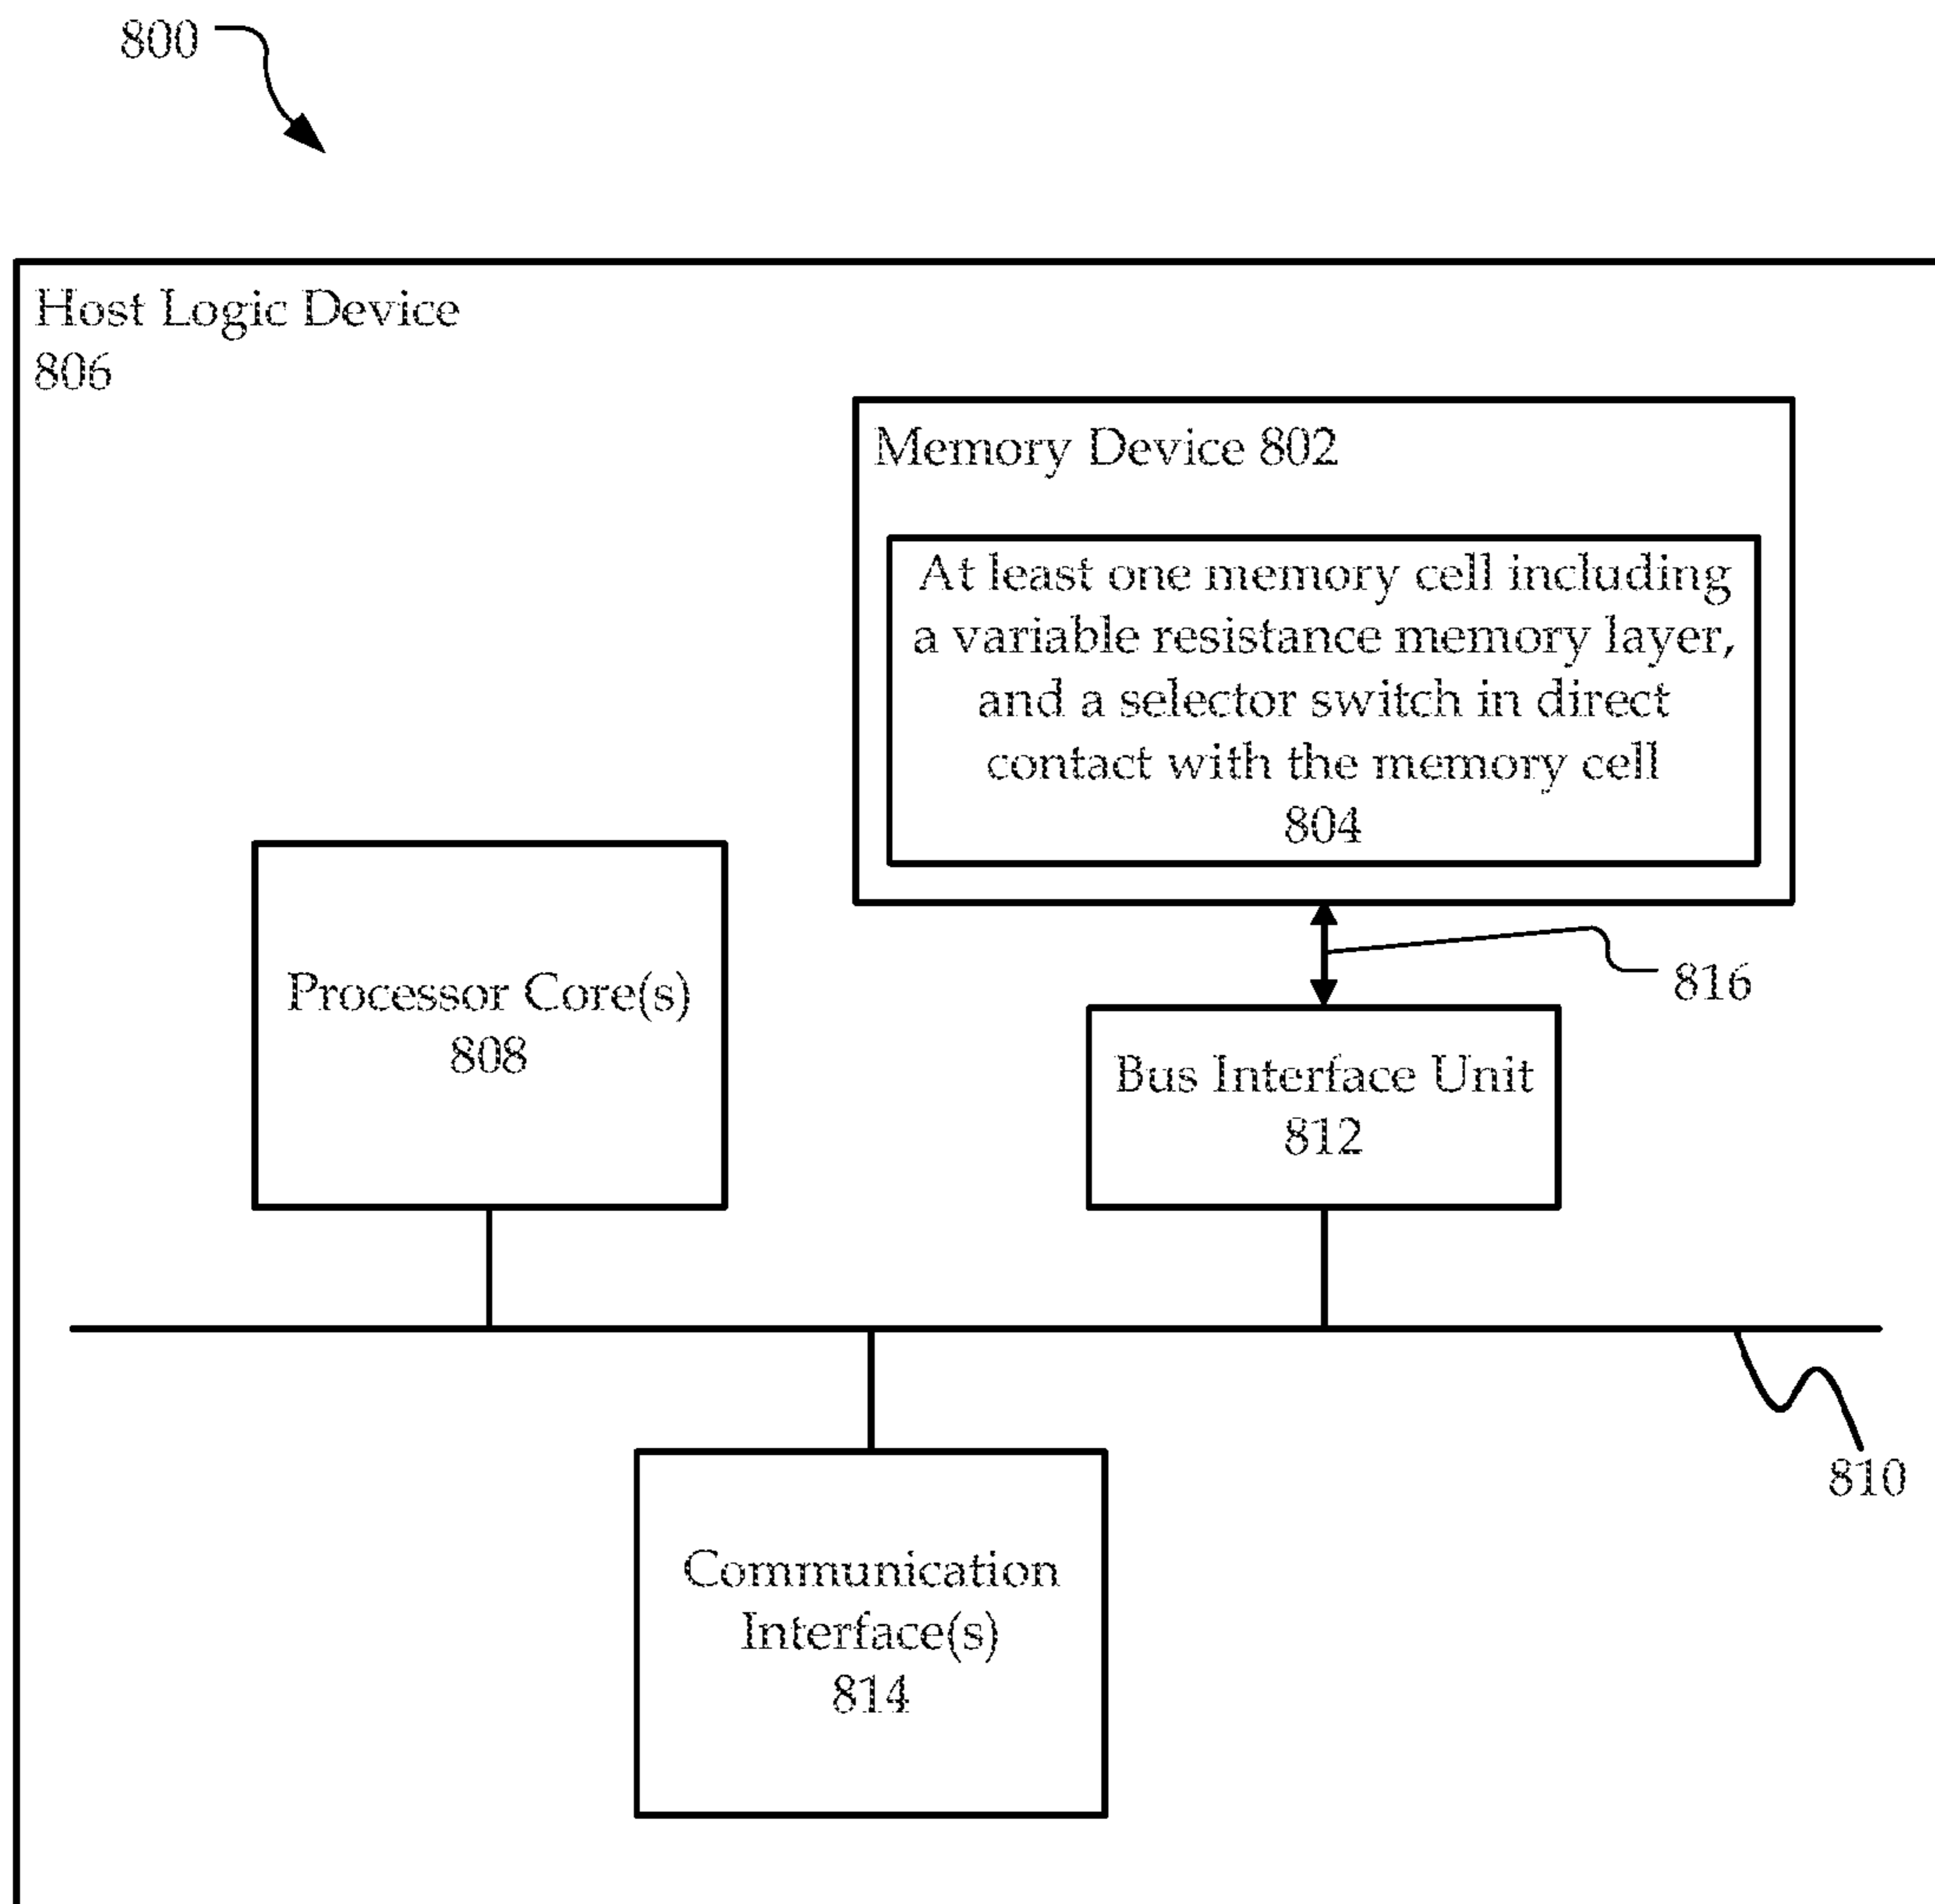 800
Host Logic Device
806
Memory Device 802
At least one memory cell including
a variable resistance memory layer,
and a selector switch in direct
contact with the memory cell
804
Processor Core(s)
808
816
Bus Interface Unit
812
810
Communication
Interface(s)
814